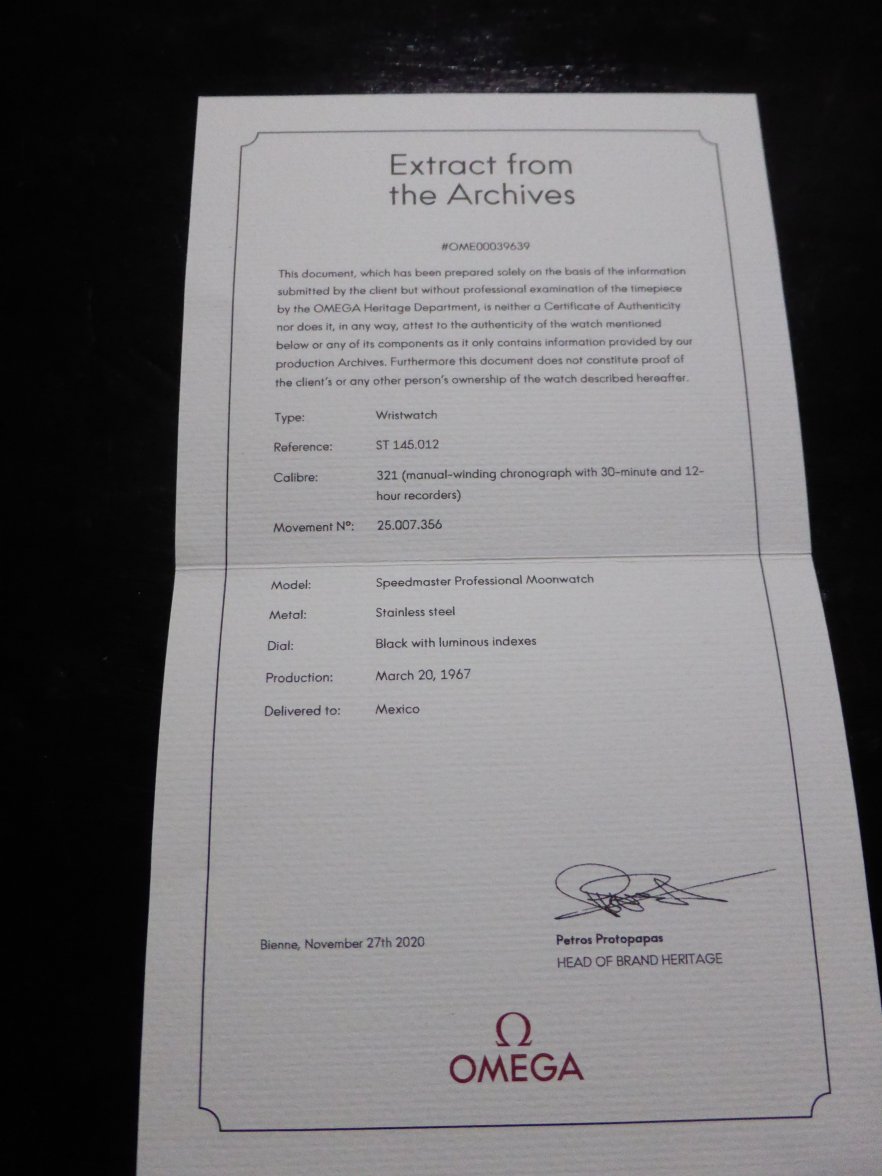 Extract from
the Archives
#OME00039639
This document, which has been prepared solely on the basis of the information
submitted by the client but without professional examination of the timepiece
by the OMEGA Heritage Department, is neither a Certificate of Authenticity
nor does it, in any way, attest to the authenticity of the watch mentioned
below or any of its components as it only contains information provided by our
production Archives. Furthermore this document does not constitute proof of
the client's or any other person's ownership of the watch described hereafter.
Type: Wristwatch
Reference: ST 145.012
Calibre: 321 (manual-winding chronograph with 30-minute and 12-
hour recorders)
Movement Nº: 25.007.356
Model: Speedmaster Professional Moonwatch
Metal: Stainless steel
Dial: Black with luminous indexes
Production: March 20, 1967
Delivered to: Mexico
Bienne, November 27th 2020
Petros Protopapas
HEAD OF BRAND HERITAGE
Ω
OMEGA